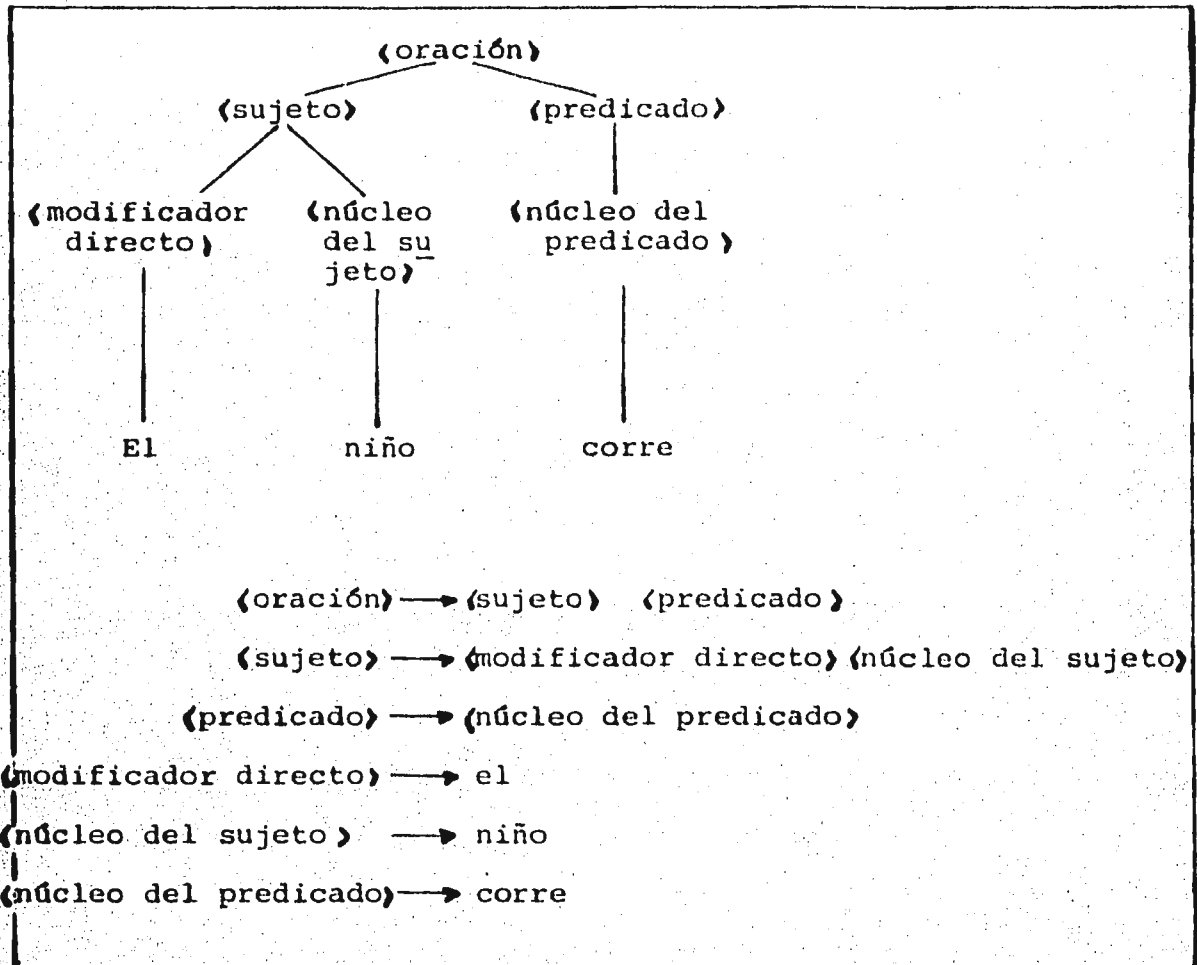 ⟨oración⟩
⟨sujeto⟩ ⟨predicado⟩
⟨modificador ⟨núcleo ⟨núcleo del
directo⟩ del su predicado⟩
jeto⟩
El niño corre
⟨oración⟩ → ⟨sujeto⟩ ⟨predicado⟩
⟨sujeto⟩ → ⟨modificador directo⟩ ⟨núcleo del sujeto⟩
⟨predicado⟩ → ⟨núcleo del predicado⟩
⟨modificador directo⟩ → el
⟨núcleo del sujeto⟩ → niño
⟨núcleo del predicado⟩ → corre